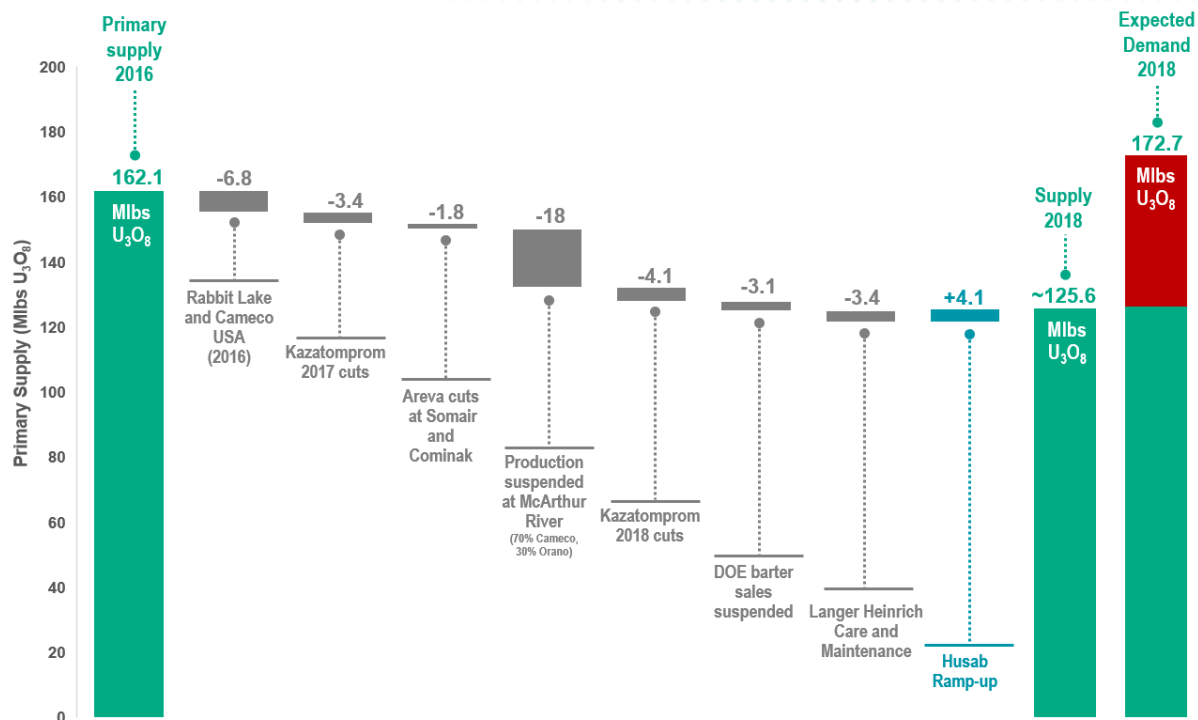 Primary
supply
2016
Expected
Demand
2018
Primary Supply (Mlbs U₃O₈)
200
180
160
140
120
100
80
60
40
20
0
162.1
Mlbs
U₃O₈
-6.8
Rabbit Lake
and Cameco
USA
(2016)
-3.4
Kazatomprom
2017 cuts
-1.8
Areva cuts
at Somair
and
Cominak
-18
Production
suspended
at McArthur
River
(70% Cameco,
30% Orano)
-4.1
Kazatomprom
2018 cuts
-3.1
DOE barter
sales
suspended
-3.4
Langer Heinrich
Care and
Maintenance
+4.1
Husab
Ramp-up
Supply
2018
~125.6
Mlbs
U₃O₈
172.7
Mlbs
U₃O₈